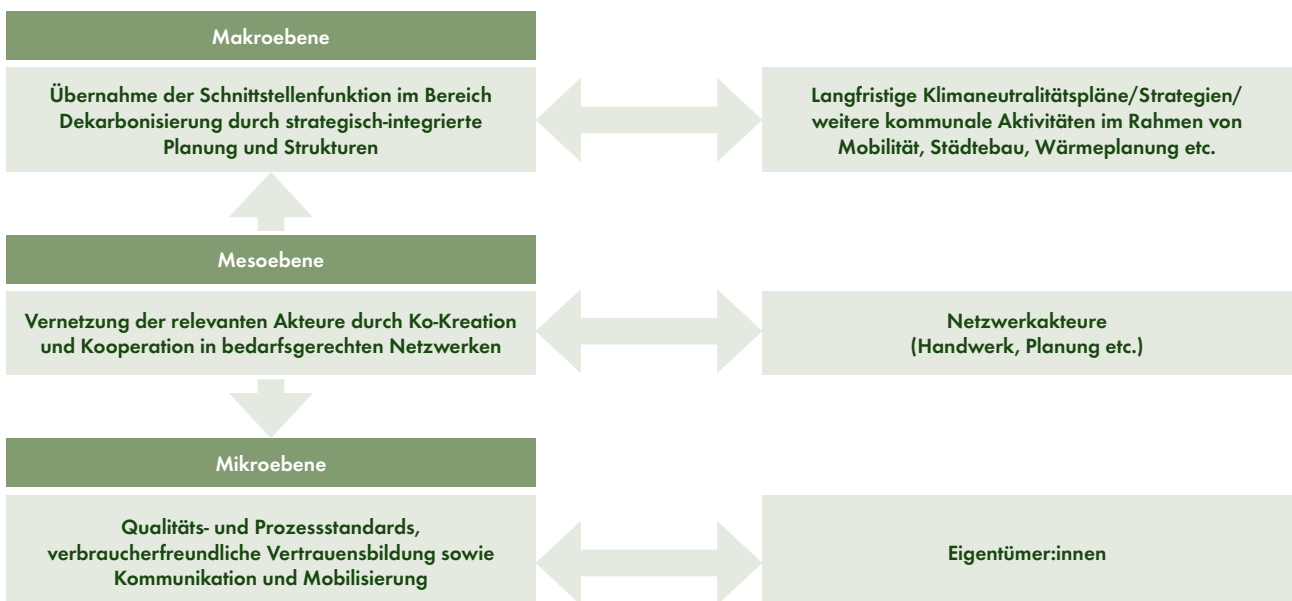 Makroebene
Übernahme der Schnittstellenfunktion im Bereich
Dekarbonisierung durch strategisch-integrierte
Planung und Strukturen
Langfristige Klimaneutralitätspläne/Strategien/
weitere kommunale Aktivitäten im Rahmen von
Mobilität, Städtebau, Wärmeplanung etc.
Mesoebene
Vernetzung der relevanten Akteure durch Ko-Kreation
und Kooperation in bedarfsgerechten Netzwerken
Netzwerkakteure
(Handwerk, Planung etc.)
Mikroebene
Qualitäts- und Prozessstandards,
verbraucherfreundliche Vertrauensbildung sowie
Kommunikation und Mobilisierung
Eigentümer:innen